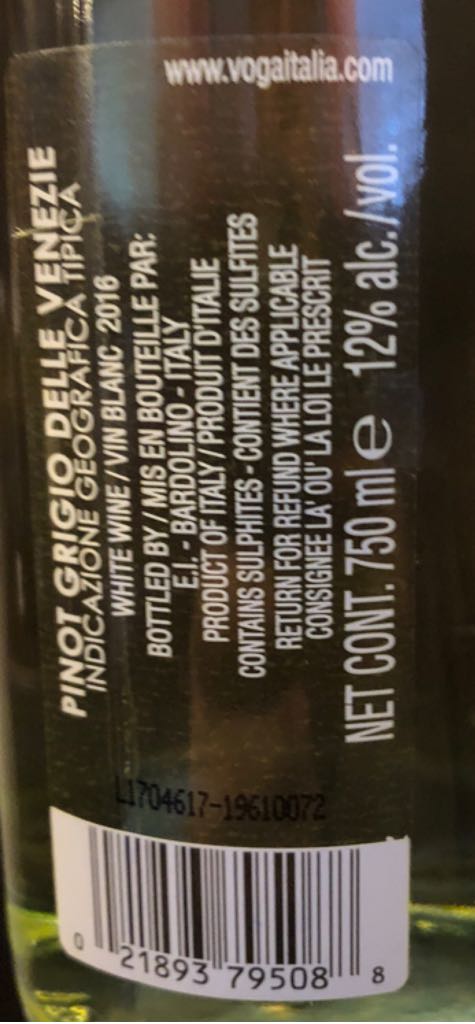 www.vogaitalia.com
PINOT GRIGIO DELLE VENEZIE
INDICAZIONE GEOGRAFICA TIPICA
WHITE WINE / VIN BLANC 2016
BOTTLED BY / MIS EN BOUTEILLE PAR:
E.I. - BARDOLINO - ITALY
PRODUCT OF ITALY / PRODUIT D'ITALIE
CONTAINS SULPHITES - CONTIENT DES SULFITES
RETURN FOR REFUND WHERE APPLICABLE
CONSIGNEE LA OU' LA LOI LE PRESCRIT
NET CONT. 750 ml e 12% alc./vol.
L1704617-19610072
0 21893 79508 8